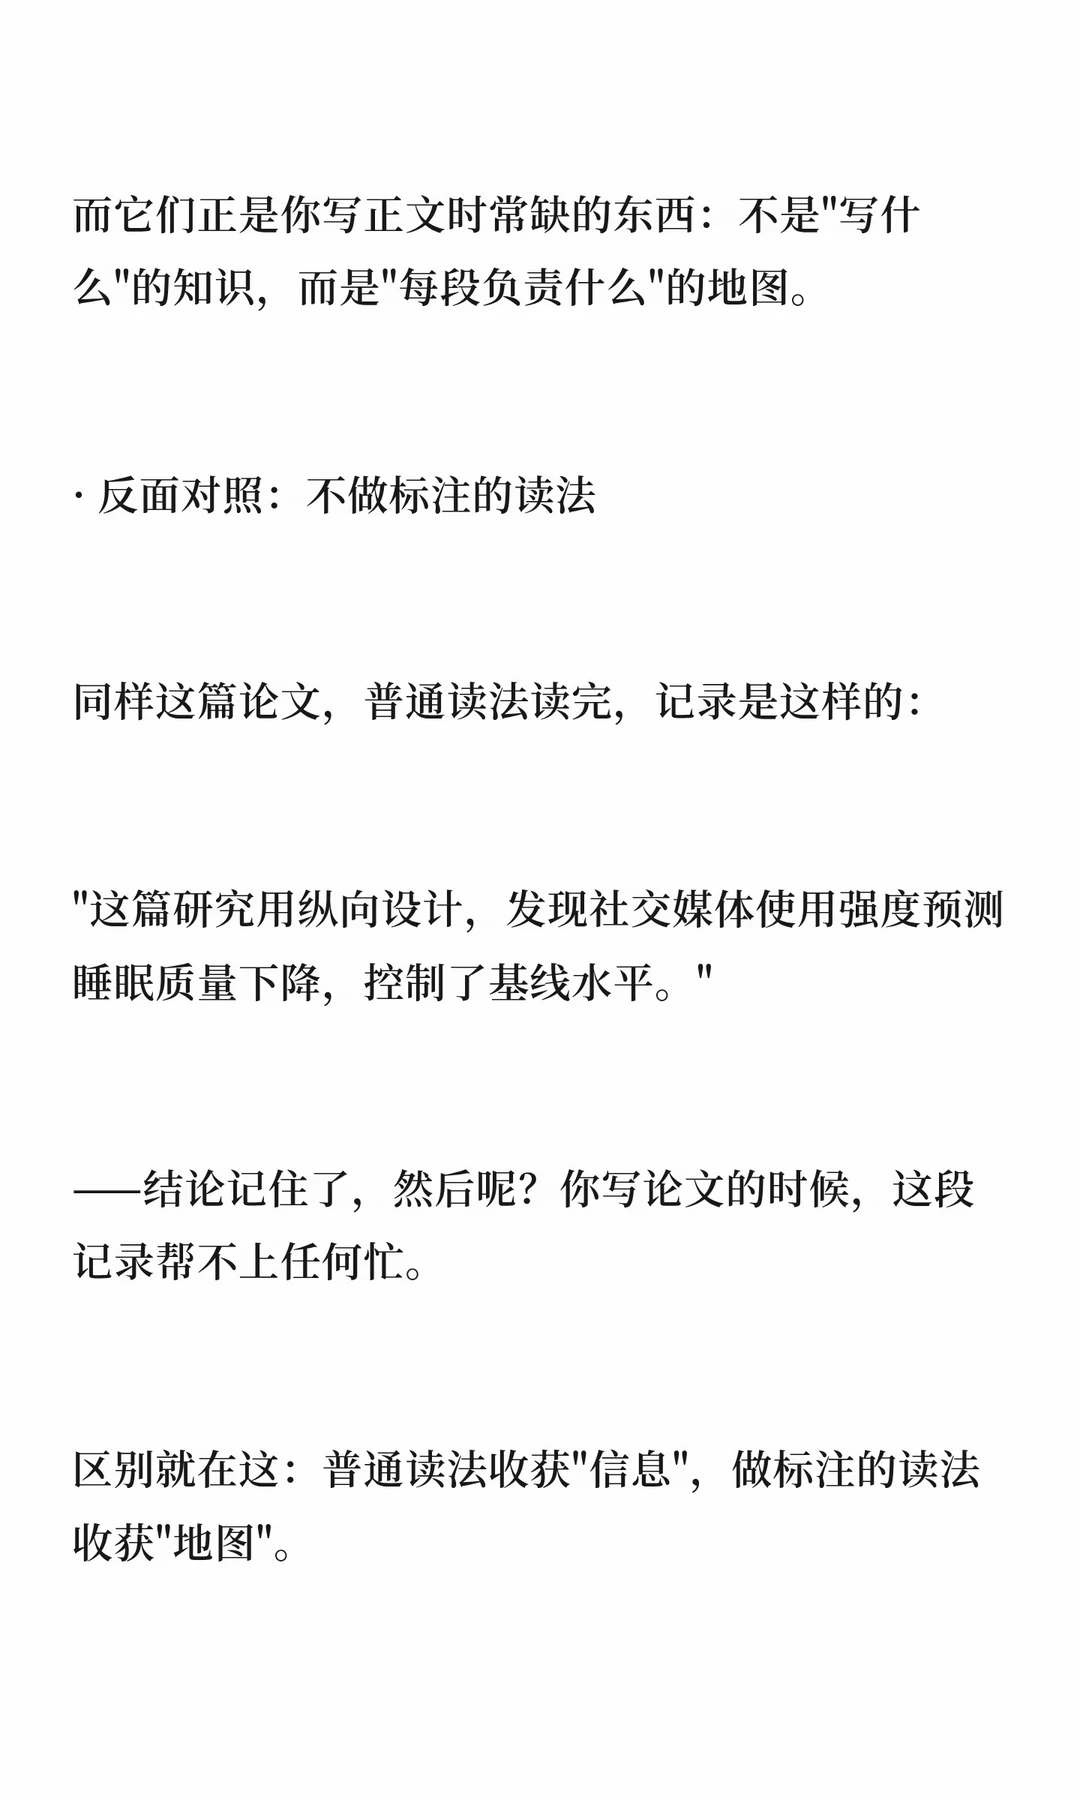 而它们正是你写正文时常缺的东西：不是"写什
么"的知识，而是"每段负责什么"的地图。
· 反面对照：不做标注的读法
同样这篇论文，普通读法读完，记录是这样的：
"这篇研究用纵向设计，发现社交媒体使用强度预测
睡眠质量下降，控制了基线水平。"
——结论记住了，然后呢？你写论文的时候，这段
记录帮不上任何忙。
区别就在这：普通读法收获"信息"，做标注的读法
收获"地图"。